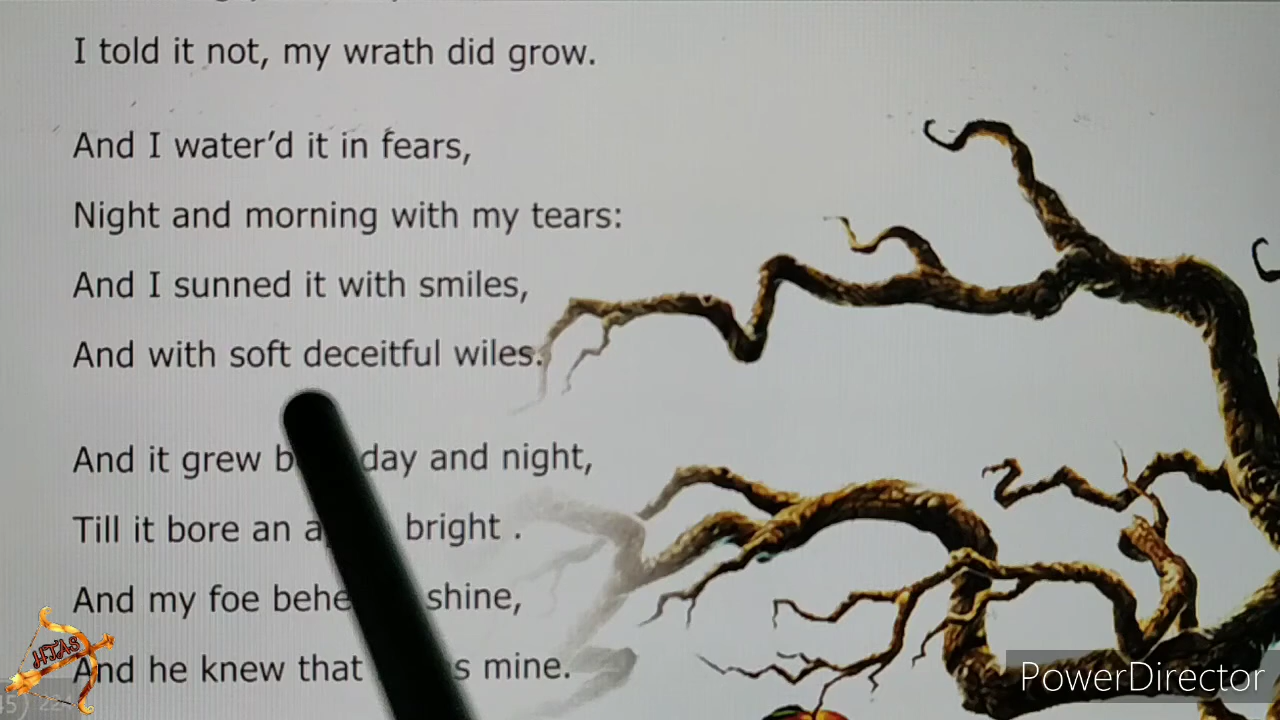 I told it not, my wrath did grow.
And I water'd it in fears,
Night and morning with my tears:
And I sunned it with smiles,
And with soft deceitful wiles.
And it grew day and night,
Till it bore an bright .
And my foe shine,
And he knew that mine.
HTAS
PowerDirector